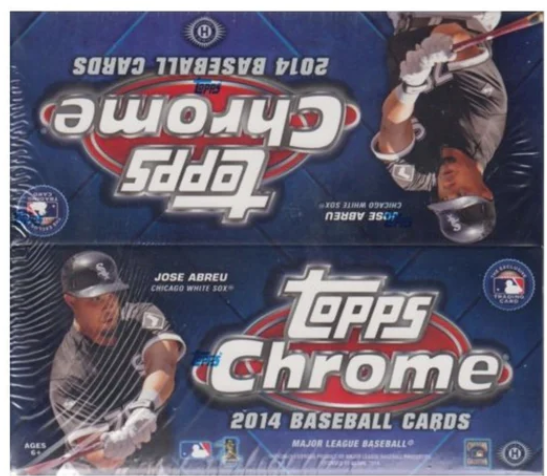 2014 BASEBALL CARDS
Topps
Chrome
JOSE ABREU
CHICAGO WHITE SOX®
JOSE ABREU
CHICAGO WHITE SOX®
Topps
Chrome
2014 BASEBALL CARDS
MAJOR LEAGUE BASEBALL®
AGES
6+
H
H